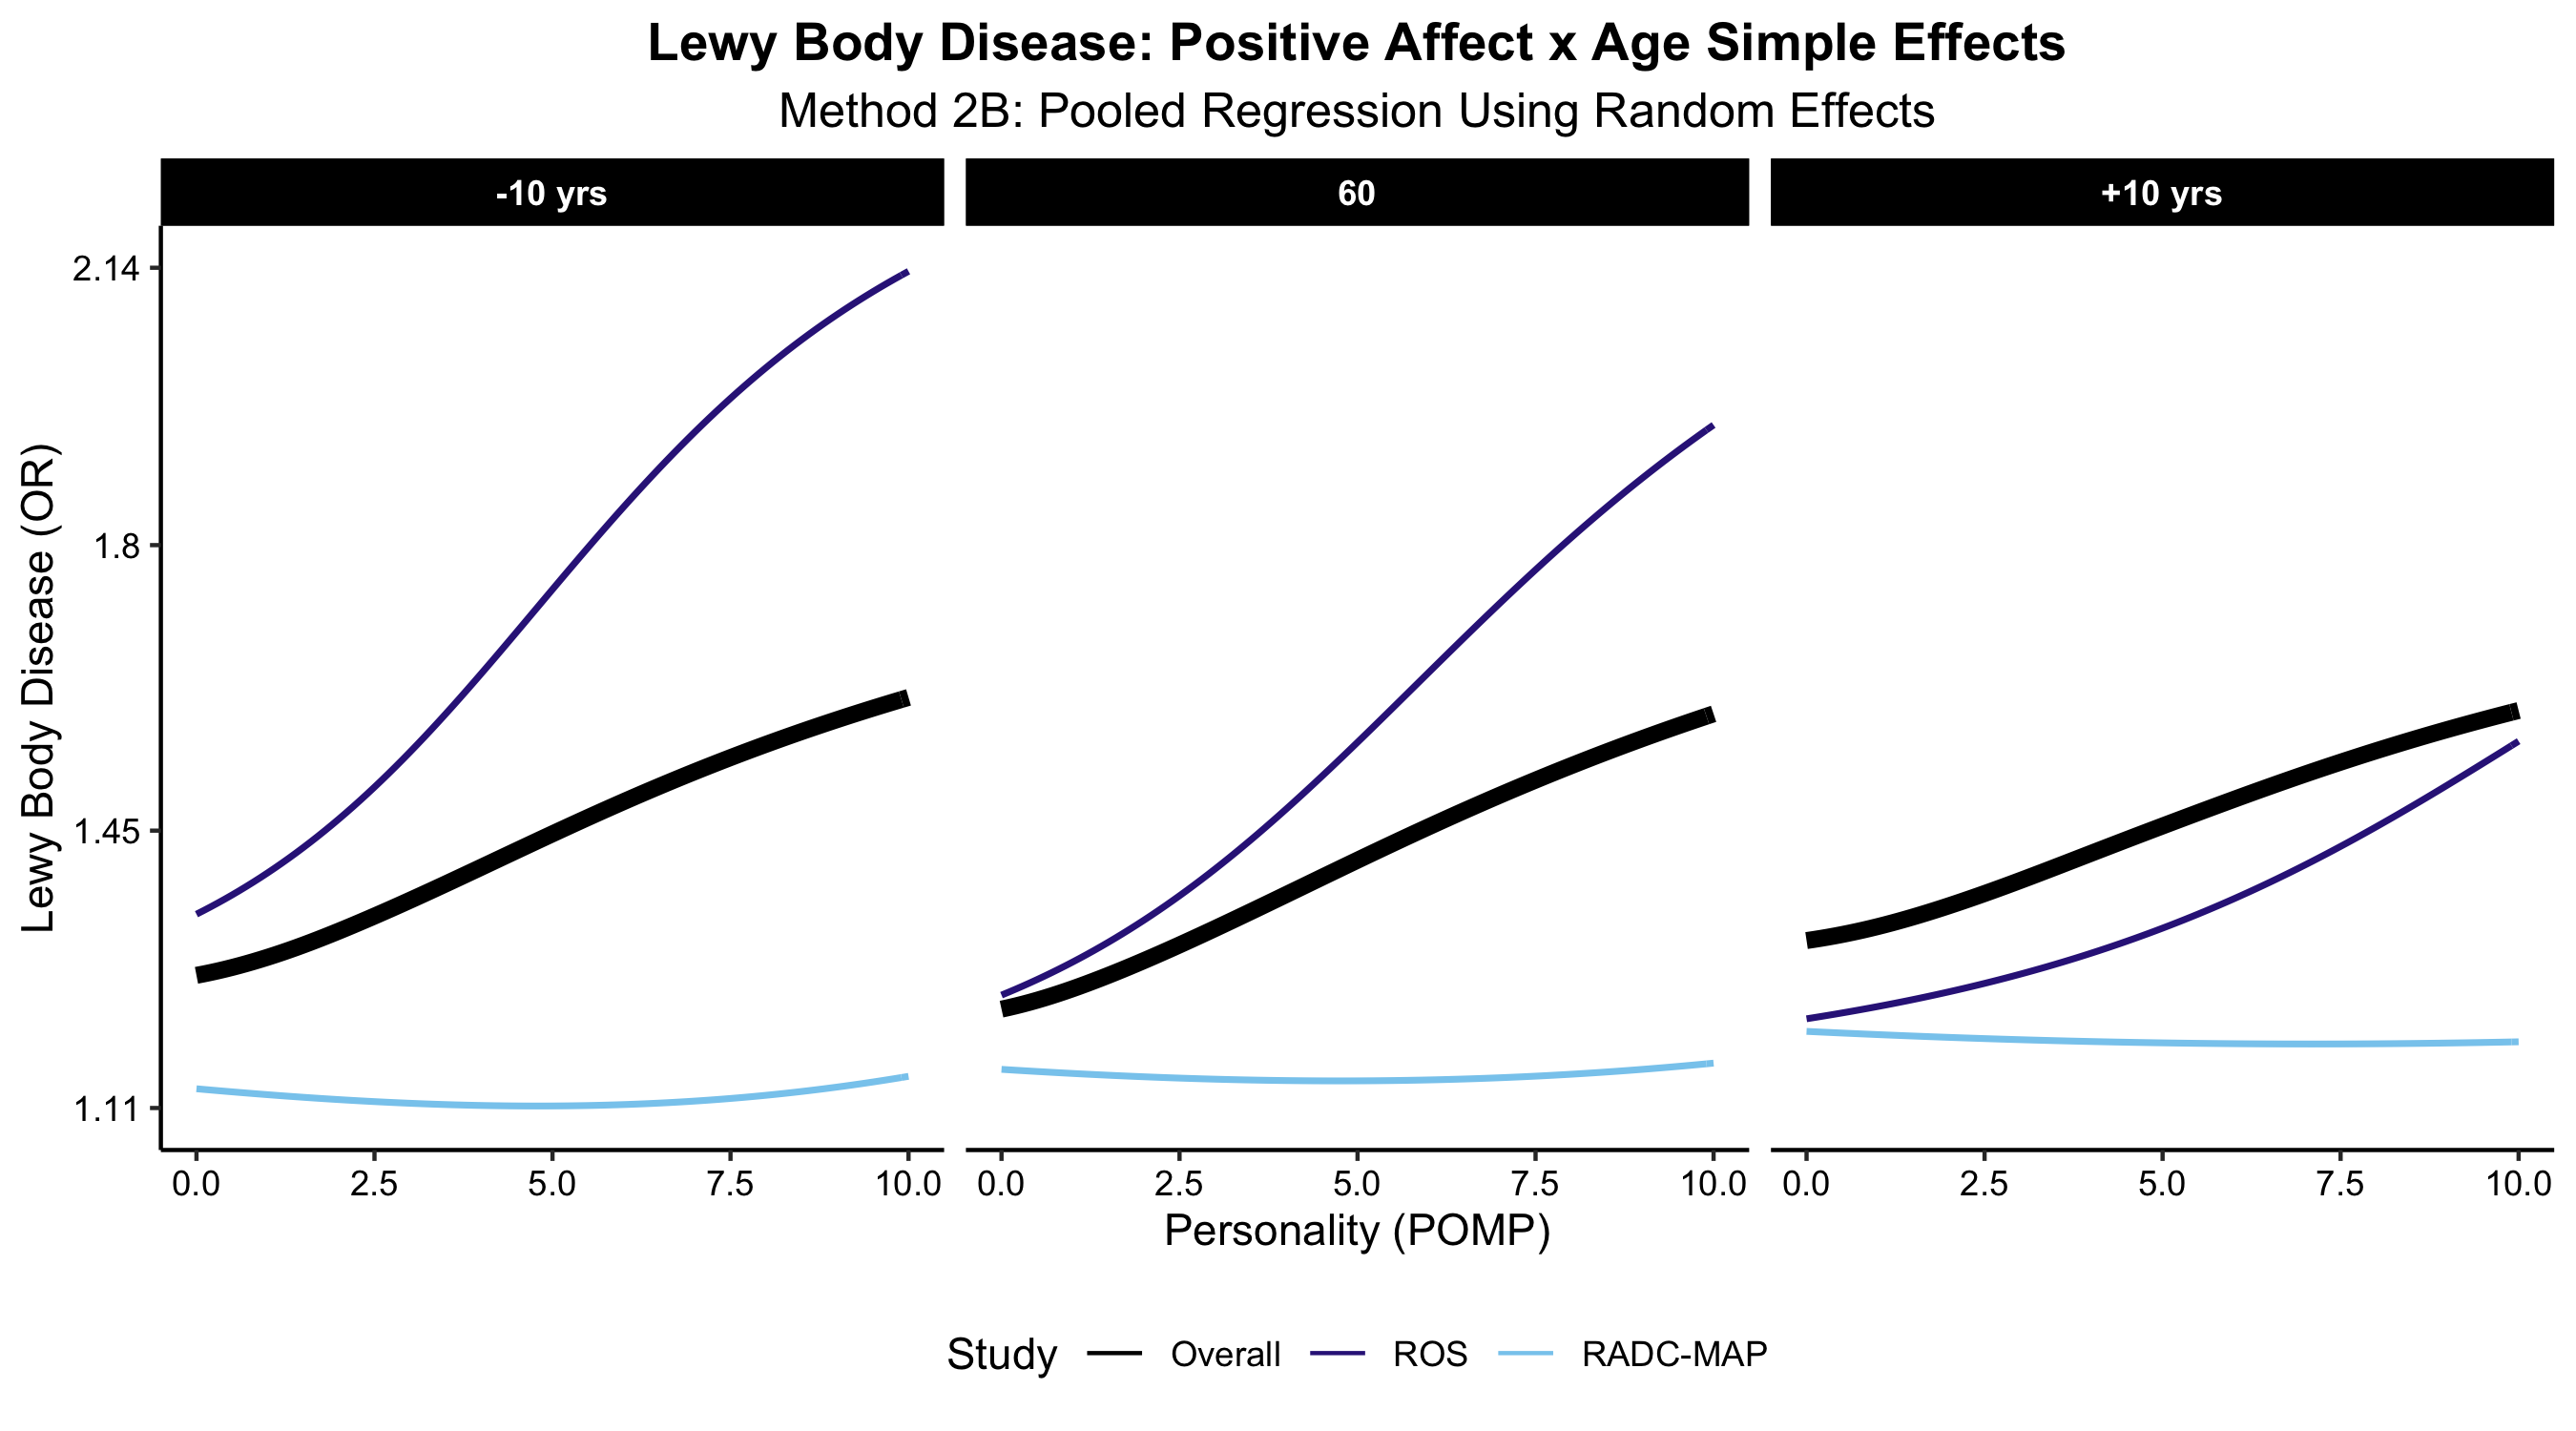 Lewy Body Disease: Positive Affect x Age Simple Effects
Method 2B: Pooled Regression Using Random Effects
-10 yrs 60 +10 yrs
Lewy Body Disease (OR)
2.14
1.8
1.45
1.11
0.0 2.5 5.0 7.5 10.0 0.0 2.5 5.0 7.5 10.0 0.0 2.5 5.0 7.5 10.0
Personality (POMP)
Study Overall ROS RADC-MAP